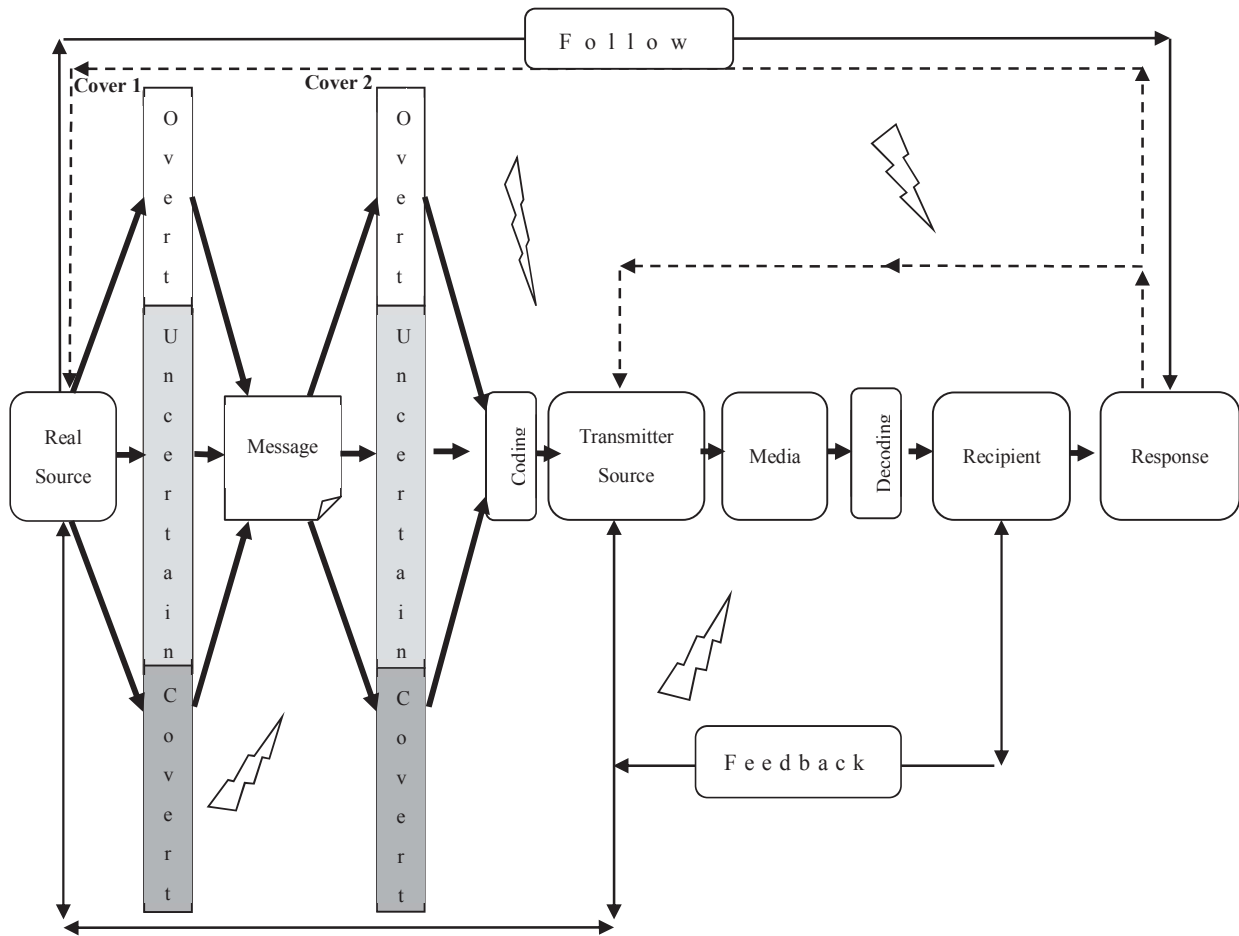 Follow
Cover 1
Cover 2
Overt
Uncertain
Covert
Overt
Uncertain
Covert
Real
Source
Message
Coding
Transmitter
Source
Media
Decoding
Recipient
Response
Feedback